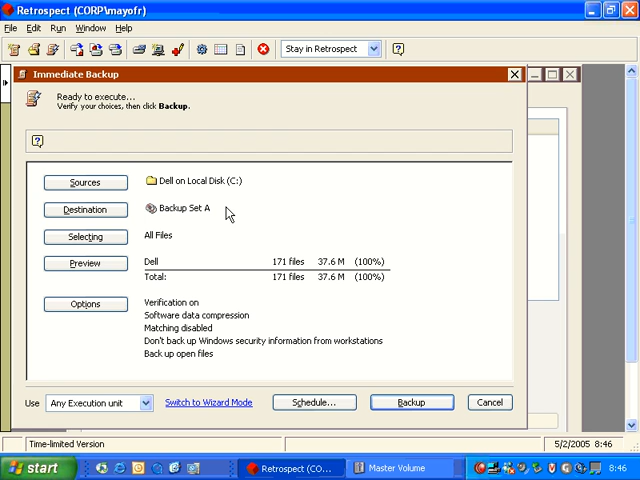 Retrospect (CORP\mayofr)
File Edit Run Window Help
Stay in Retrospect
Immediate Backup
Ready to execute...
Verify your choices, then click Backup.
Sources Dell on Local Disk (C:)
Destination Backup Set A
Selecting All Files
Preview Dell 171 files 37.6 M (100%)
Total: 171 files 37.6 M (100%)
Options Verification on
Software data compression
Matching disabled
Don't back up Windows security information from workstations
Back up open files
Use Any Execution unit Switch to Wizard Mode Schedule... Backup Cancel
Time-limited Version 5/2/2005 8:46
start Retrospect (CO... Master Volume 8:46